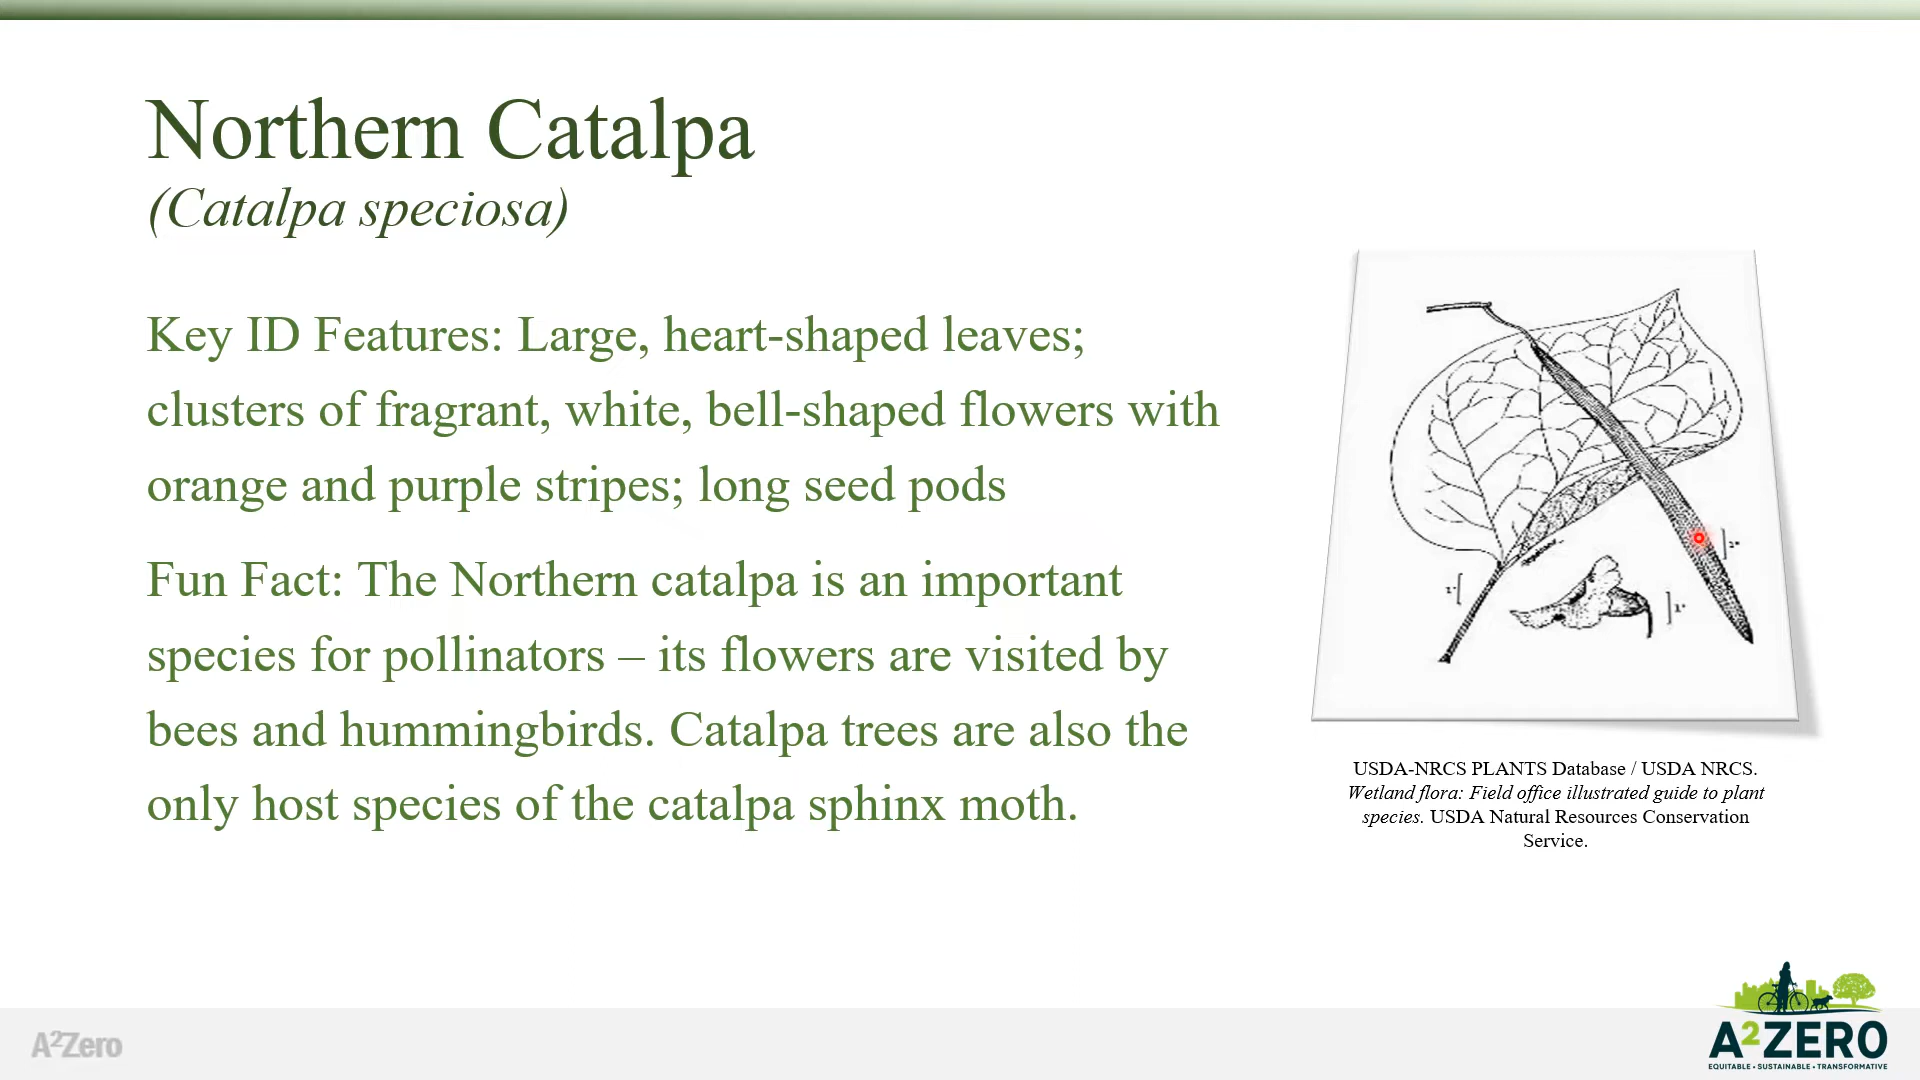 Northern Catalpa
(Catalpa speciosa)
Key ID Features: Large, heart-shaped leaves;
clusters of fragrant, white, bell-shaped flowers with
orange and purple stripes; long seed pods
Fun Fact: The Northern catalpa is an important
species for pollinators – its flowers are visited by
bees and hummingbirds. Catalpa trees are also the
only host species of the catalpa sphinx moth.
USDA-NRCS PLANTS Database / USDA NRCS.
Wetland flora: Field office illustrated guide to plant
species. USDA Natural Resources Conservation
Service.
A²Zero
A²ZERO
EQUITABLE • SUSTAINABLE • TRANSFORMATIVE